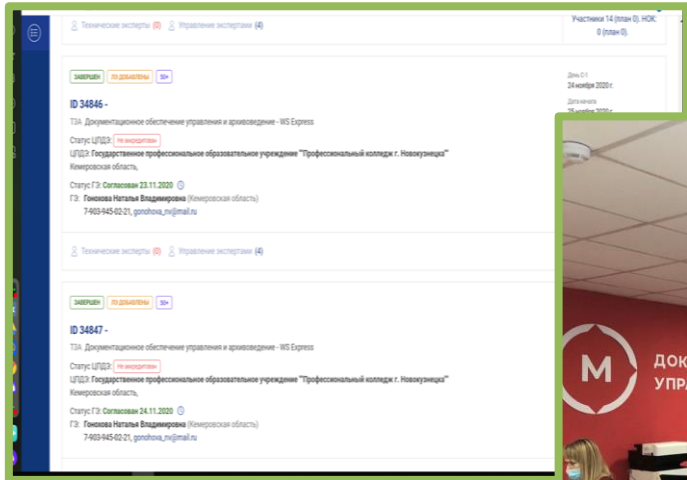 Технические эксперты (0) Управление экспертами (4)
Участники 14 (план 0). НОК:
0 (план 0).
ЗАВЕРШЕН ЛЭ ДОБАВЛЕНЫ 50+
День С-1
24 ноября 2020 г.
ID 34846 -
Дата начала
25 ноября 2020 г.
ТЗА Документационное обеспечение управления и архивоведение - WS Express
Статус ЦПДЭ: Не аккредитован
ЦПДЭ: Государственное профессиональное образовательное учреждение "Профессиональный колледж г. Новокузнецка"
Кемеровская область,
Статус ГЭ: Согласован 23.11.2020
ГЭ: Гонохова Наталья Владимировна (Кемеровская область)
7-903-945-02-21, gonohova_nv@mail.ru
Технические эксперты (0) Управление экспертами (4)
ЗАВЕРШЕН ЛЭ ДОБАВЛЕНЫ 50+
ID 34847 -
ТЗА Документационное обеспечение управления и архивоведение - WS Express
Статус ЦПДЭ: Не аккредитован
ЦПДЭ: Государственное профессиональное образовательное учреждение "Профессиональный колледж г. Новокузнецка"
Кемеровская область,
Статус ГЭ: Согласован 24.11.2020
ГЭ: Гонохова Наталья Владимировна (Кемеровская область)
7-903-945-02-21, gonohova_nv@mail.ru
М
ДОК
УПРА